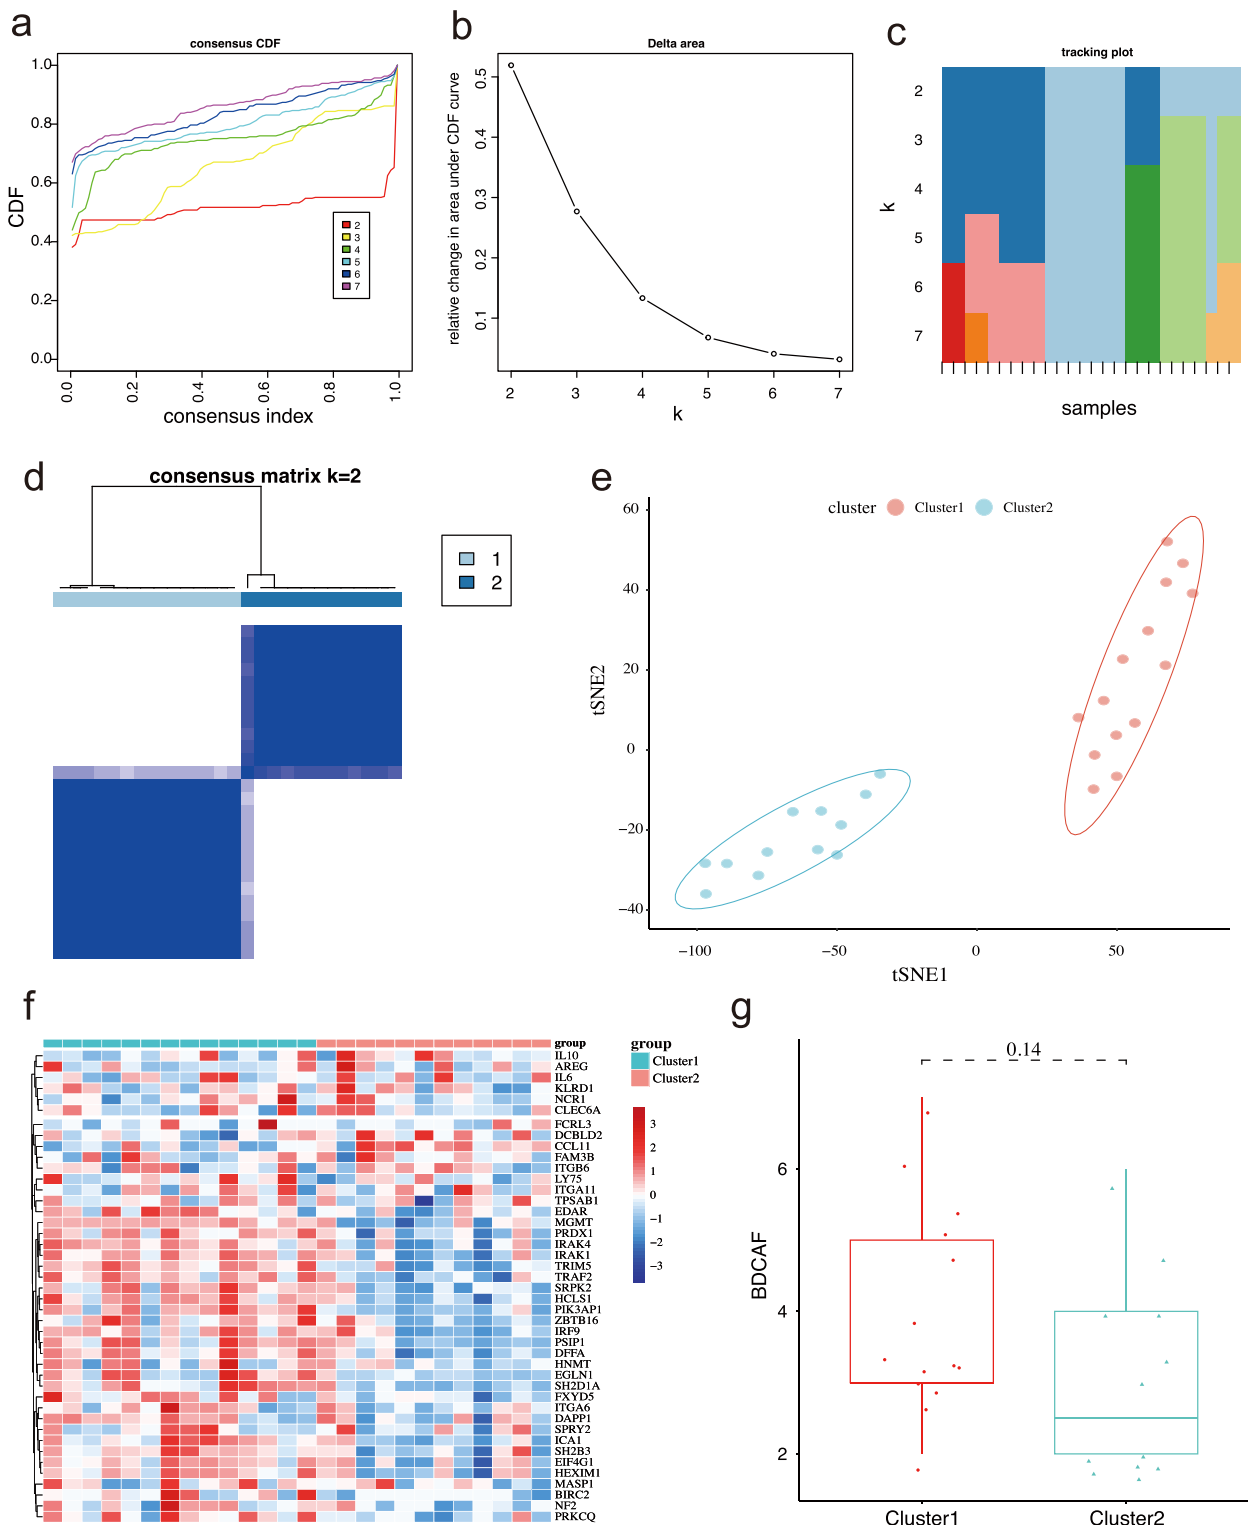 a
consensus CDF
CDF
1.0
0.8
0.6
0.4
0.2
0.0
2
3
4
5
6
7
0.0
0.2
0.4
0.6
0.8
1.0
consensus index
b
Delta area
relative change in area under CDF curve
0.5
0.4
0.3
0.2
0.1
2
3
4
5
6
7
k
c
tracking plot
k
2
3
4
5
6
7
samples
d
consensus matrix k=2
1
2
e
cluster Cluster1 Cluster2
tSNE2
60
40
20
0
−20
−40
−100
−50
0
50
tSNE1
f
group
IL10
AREG
IL6
KLRD1
NCR1
CLEC6A
FCRL3
DCBLD2
CCL11
FAM3B
ITGB6
LY75
ITGA11
TPSAB1
EDAR
MGMT
PRDX1
IRAK4
IRAK1
TRIM5
TRAF2
SRPK2
HCLS1
PIK3AP1
ZBTB16
IRF9
PSIP1
DFFA
HNMT
EGLN1
SH2D1A
FXYD5
ITGA6
DAPP1
SPRY2
ICA1
SH2B3
EIF4G1
HEXIM1
MASP1
BIRC2
NF2
PRKCQ
group
Cluster1
Cluster2
3
2
1
0
−1
−2
−3
g
0.14
BDCAF
6
4
2
Cluster1
Cluster2